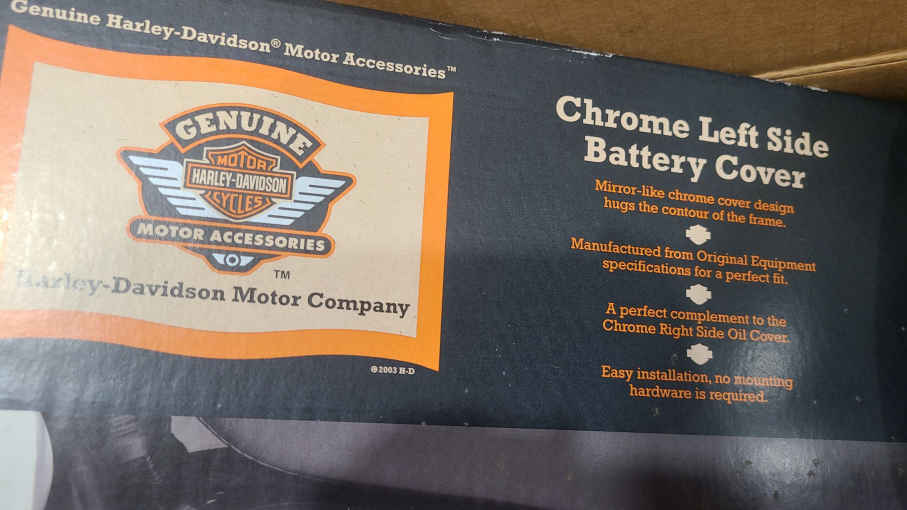 Genuine Harley-Davidson® Motor Accessories™
GENUINE
MOTOR
HARLEY-DAVIDSON
CYCLES
MOTOR ACCESSORIES
TM
Harley-Davidson Motor Company
©2003 H-D
Chrome Left Side
Battery Cover
Mirror-like chrome cover design
hugs the contour of the frame.
Manufactured from Original Equipment
specifications for a perfect fit.
A perfect complement to the
Chrome Right Side Oil Cover.
Easy installation, no mounting
hardware is required.